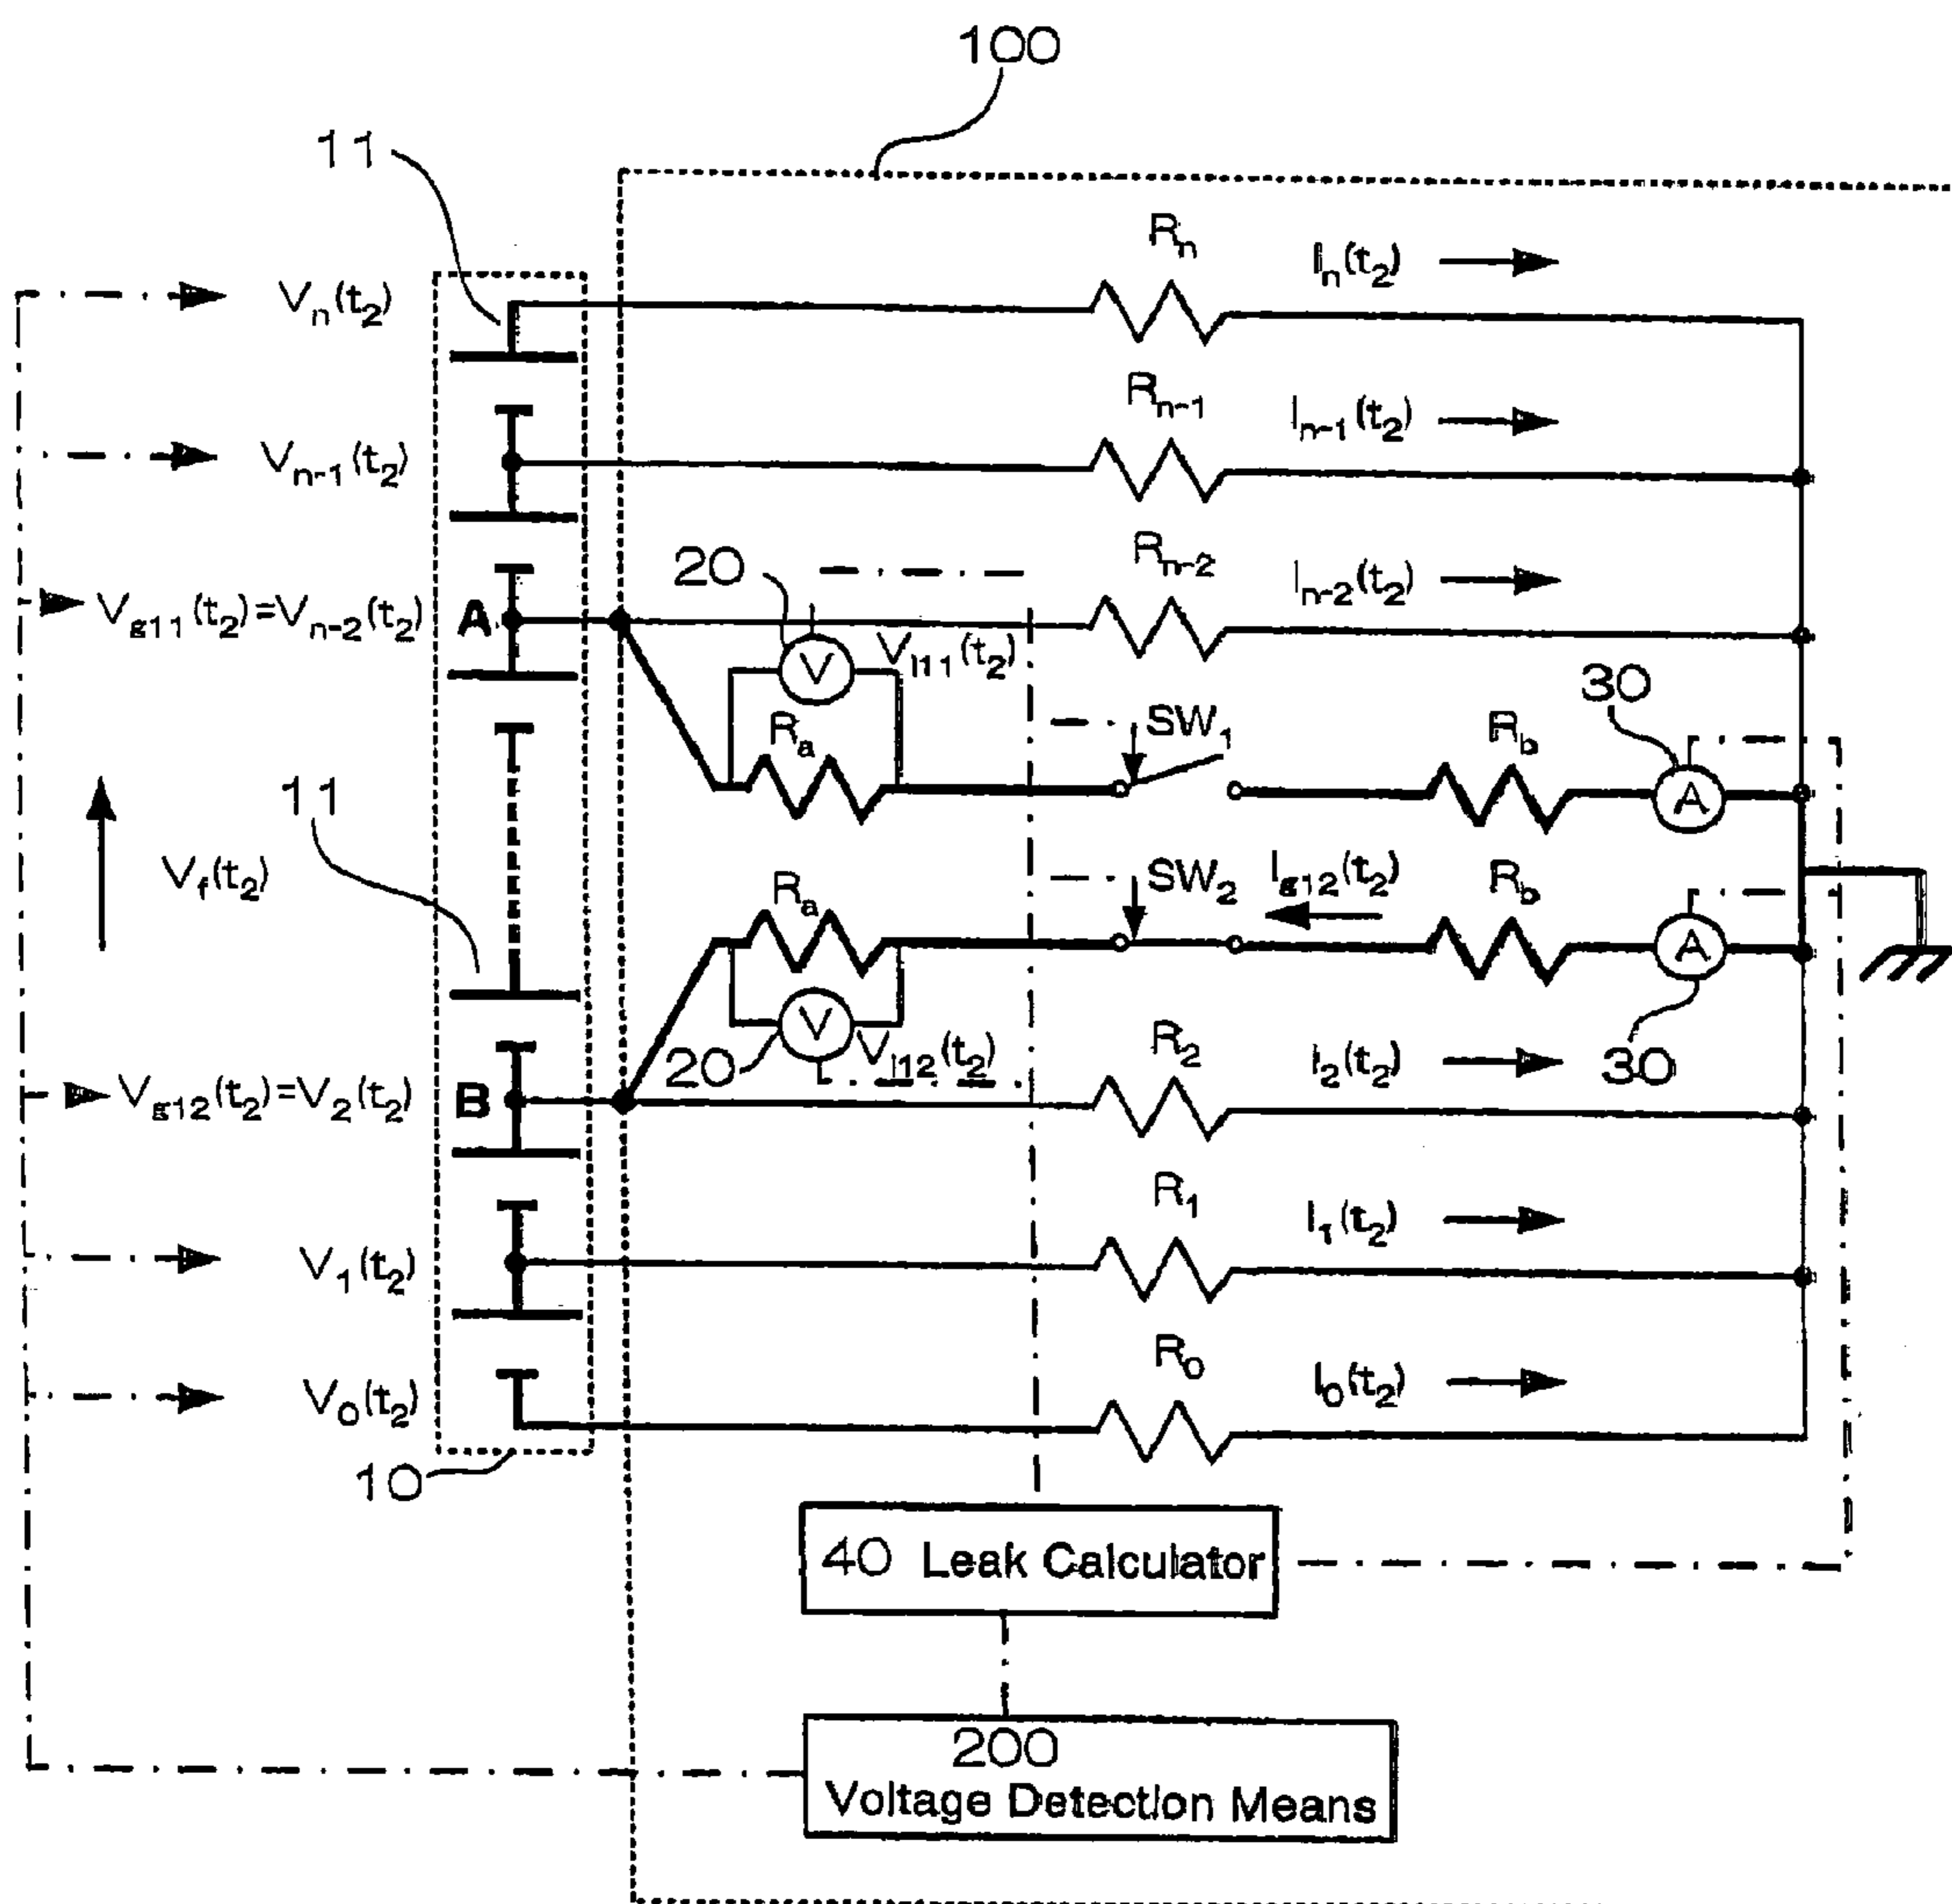 100
11
Rn
In(t2)
Vn(t2)
Rn-1
In-1(t2)
Vn-1(t2)
20
Rn-2
In-2(t2)
Vg11(t2)=Vn-2(t2)
A
V
Vl11(t2)
30
Ra
SW1
Rb
A
11
Vf(t2)
Ra
SW2
Ig12(t2)
Rb
A
V
20
Vl12(t2)
R2
I2(t2)
30
Vg12(t2)=V2(t2)
B
R1
I1(t2)
V1(t2)
R0
I0(t2)
V0(t2)
10
40 Leak Calculator
200
Voltage Detection Means